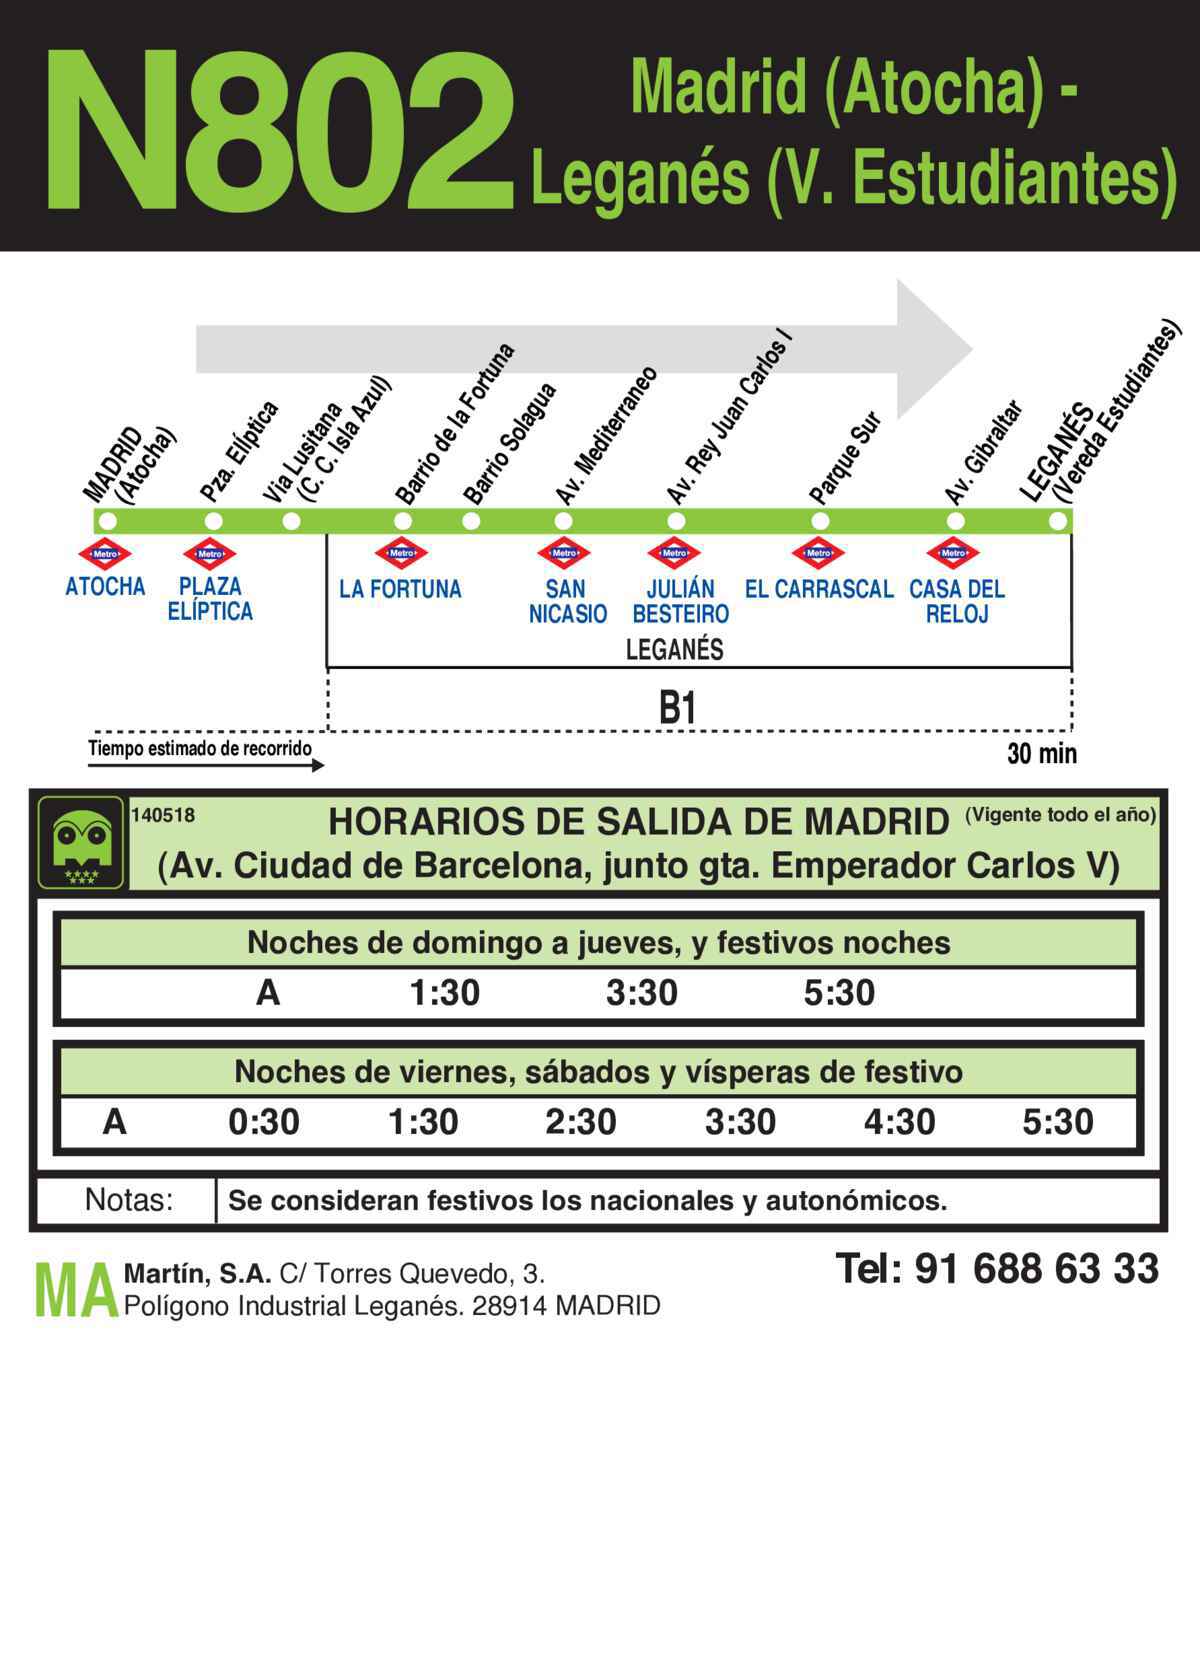 N802
Madrid (Atocha) -
Leganés (V. Estudiantes)
MADRID
(Atocha)
Pza. Elíptica
Via Lusitana
(C. C. Isla Azul)
Barrio de la Fortuna
Barrio Solagua
Av. Mediterraneo
Av. Rey Juan Carlos I
Parque Sur
Av. Gibraltar
LEGANÉS
(Vereda Estudiantes)
Metro
Metro
Metro
Metro
Metro
Metro
Metro
ATOCHA
PLAZA
ELÍPTICA
LA FORTUNA
SAN
NICASIO
JULIÁN
BESTEIRO
EL CARRASCAL
CASA DEL
RELOJ
LEGANÉS
B1
Tiempo estimado de recorrido
30 min
140518
HORARIOS DE SALIDA DE MADRID (Vigente todo el año)
(Av. Ciudad de Barcelona, junto gta. Emperador Carlos V)
Noches de domingo a jueves, y festivos noches
A 1:30 3:30 5:30
Noches de viernes, sábados y vísperas de festivo
A 0:30 1:30 2:30 3:30 4:30 5:30
Notas: Se consideran festivos los nacionales y autonómicos.
MA
Martín, S.A. C/ Torres Quevedo, 3.
Polígono Industrial Leganés. 28914 MADRID
Tel: 91 688 63 33